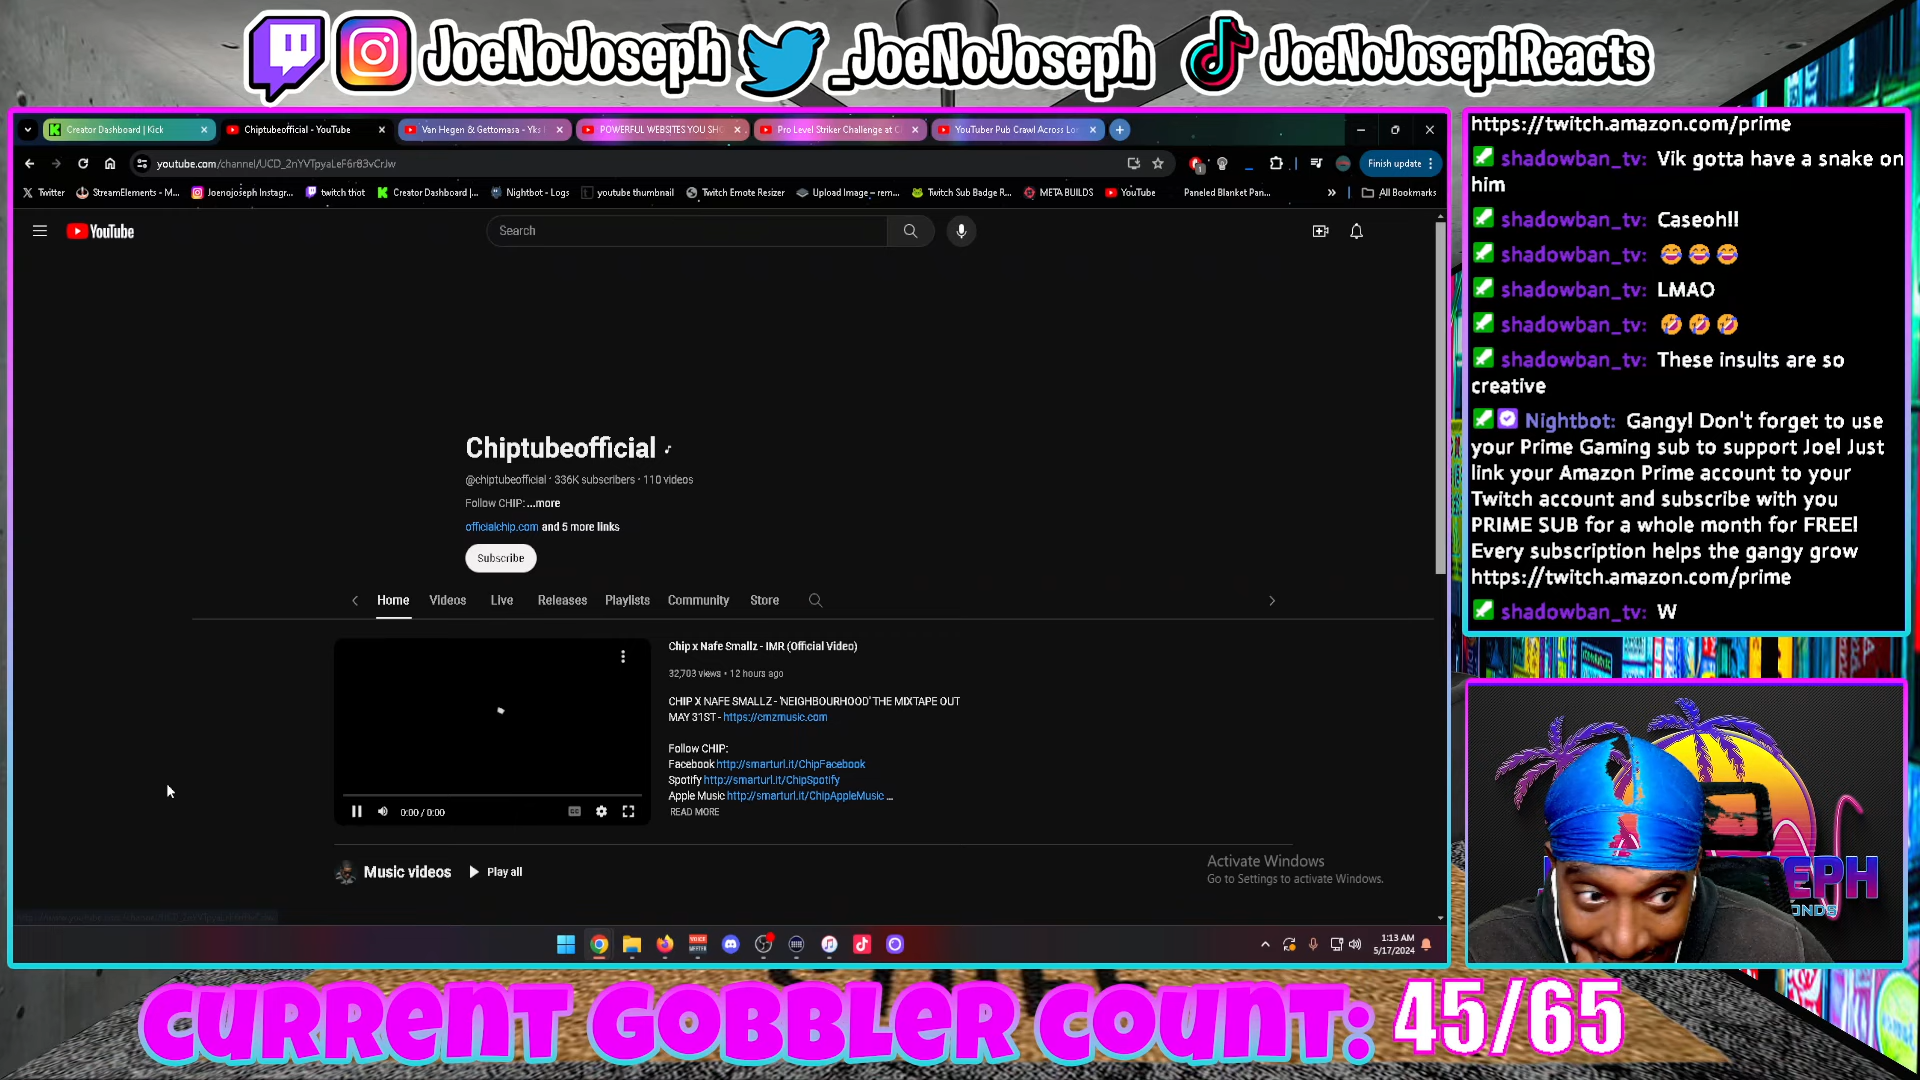 JoeNoJoseph
_JoeNoJoseph
JoeNoJosephReacts
Creator Dashboard | Kick
Chiptubeofficial - YouTube
Van Hegen & Gettomasa - Yks |
POWERFUL WEBSITES YOU SH
Pro Level Striker Challenge at C
YouTuber Pub Crawl Across Lo
youtube.com/channel/UCD_2nYVTpyaLeF6r83vCrJw
Finish update
Twitter
StreamElements - M...
Joenojoseph Instagr...
twitch thot
Creator Dashboard |...
Nightbot - Logs
youtube thumbnail
Twitch Emote Resizer
Upload Image – rem...
Twitch Sub Badge R...
META BUILDS
YouTube
Paneled Blanket Pan...
»
All Bookmarks
YouTube
Search
Chiptubeofficial ♪
@chiptubeofficial · 336K subscribers · 110 videos
Follow CHIP: ...more
officialchip.com and 5 more links
Subscribe
Home
Videos
Live
Releases
Playlists
Community
Store
Chip x Nafe Smallz - IMR (Official Video)
32,703 views • 12 hours ago
CHIP X NAFE SMALLZ - 'NEIGHBOURHOOD' THE MIXTAPE OUT
MAY 31ST - https://cmzmusic.com
Follow CHIP:
Facebook http://smarturl.it/ChipFacebook
Spotify http://smarturl.it/ChipSpotify
Apple Music http://smarturl.it/ChipAppleMusic ...
READ MORE
0:00 / 0:00
Music videos
Play all
Activate Windows
Go to Settings to activate Windows.
1:13 AM
5/17/2024
https://twitch.amazon.com/prime
shadowban_tv: Vik gotta have a snake on
him
shadowban_tv: Caseoh!!
shadowban_tv: 😂😂😂
shadowban_tv: LMAO
shadowban_tv: 🤣🤣🤣
shadowban_tv: These insults are so
creative
Nightbot: Gangy! Don't forget to use
your Prime Gaming sub to support Joe! Just
link your Amazon Prime account to your
Twitch account and subscribe with you
PRIME SUB for a whole month for FREE!
Every subscription helps the gangy grow
https://twitch.amazon.com/prime
shadowban_tv: W
EPH
CURRENT GOBBLER COUNT: 45/65